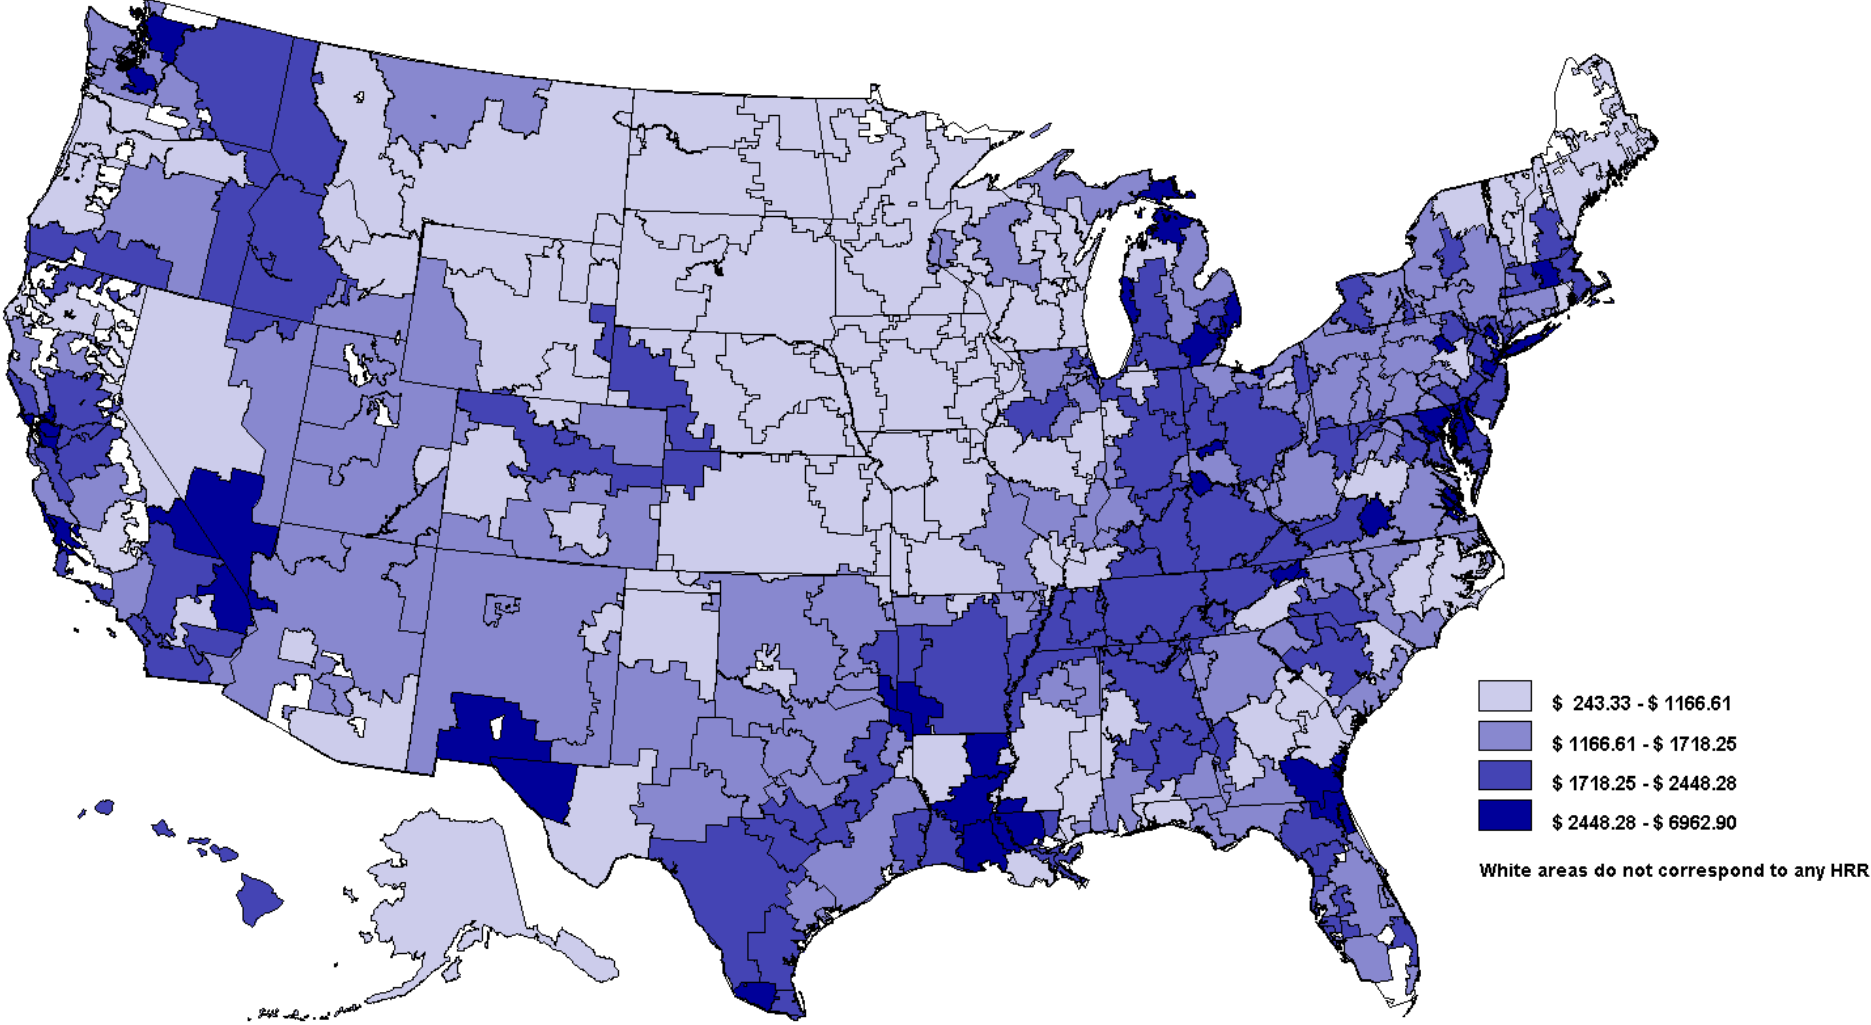 $ 243.33 - $ 1166.61
$ 1166.61 - $ 1718.25
$ 1718.25 - $ 2448.28
$ 2448.28 - $ 6962.90
White areas do not correspond to any HRR